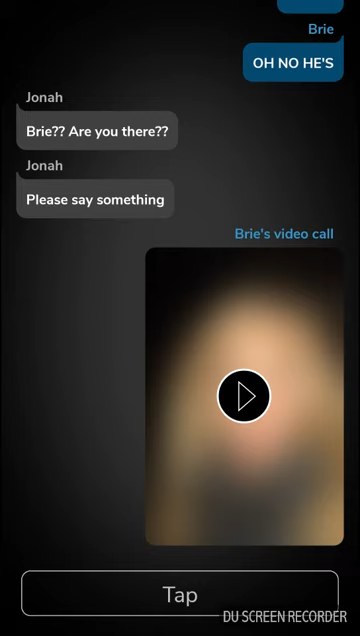 Brie
OH NO HE'S
Jonah
Brie?? Are you there??
Jonah
Please say something
Brie's video call
Tap
DU SCREEN RECORDER